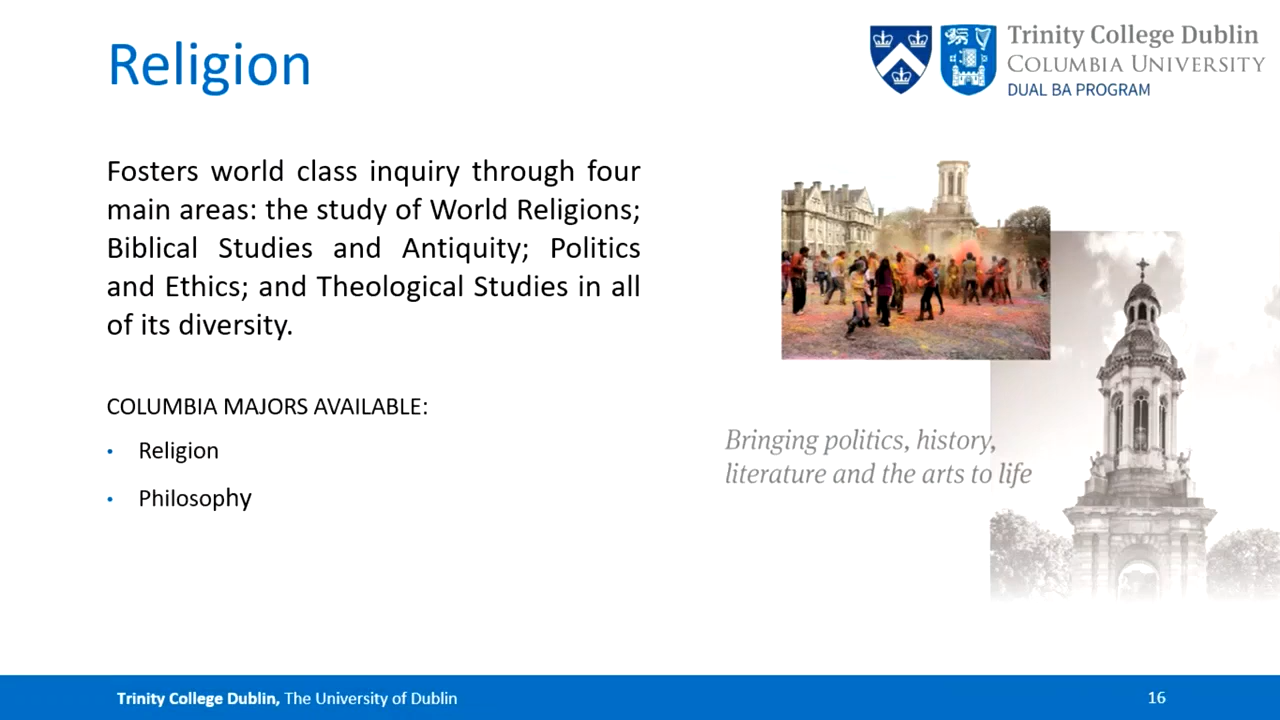 Religion
Trinity College Dublin
COLUMBIA UNIVERSITY
DUAL BA PROGRAM
Fosters world class inquiry through four
main areas: the study of World Religions;
Biblical Studies and Antiquity; Politics
and Ethics; and Theological Studies in all
of its diversity.
COLUMBIA MAJORS AVAILABLE:
• Religion
• Philosophy
Bringing politics, history,
literature and the arts to life
Trinity College Dublin, The University of Dublin
16